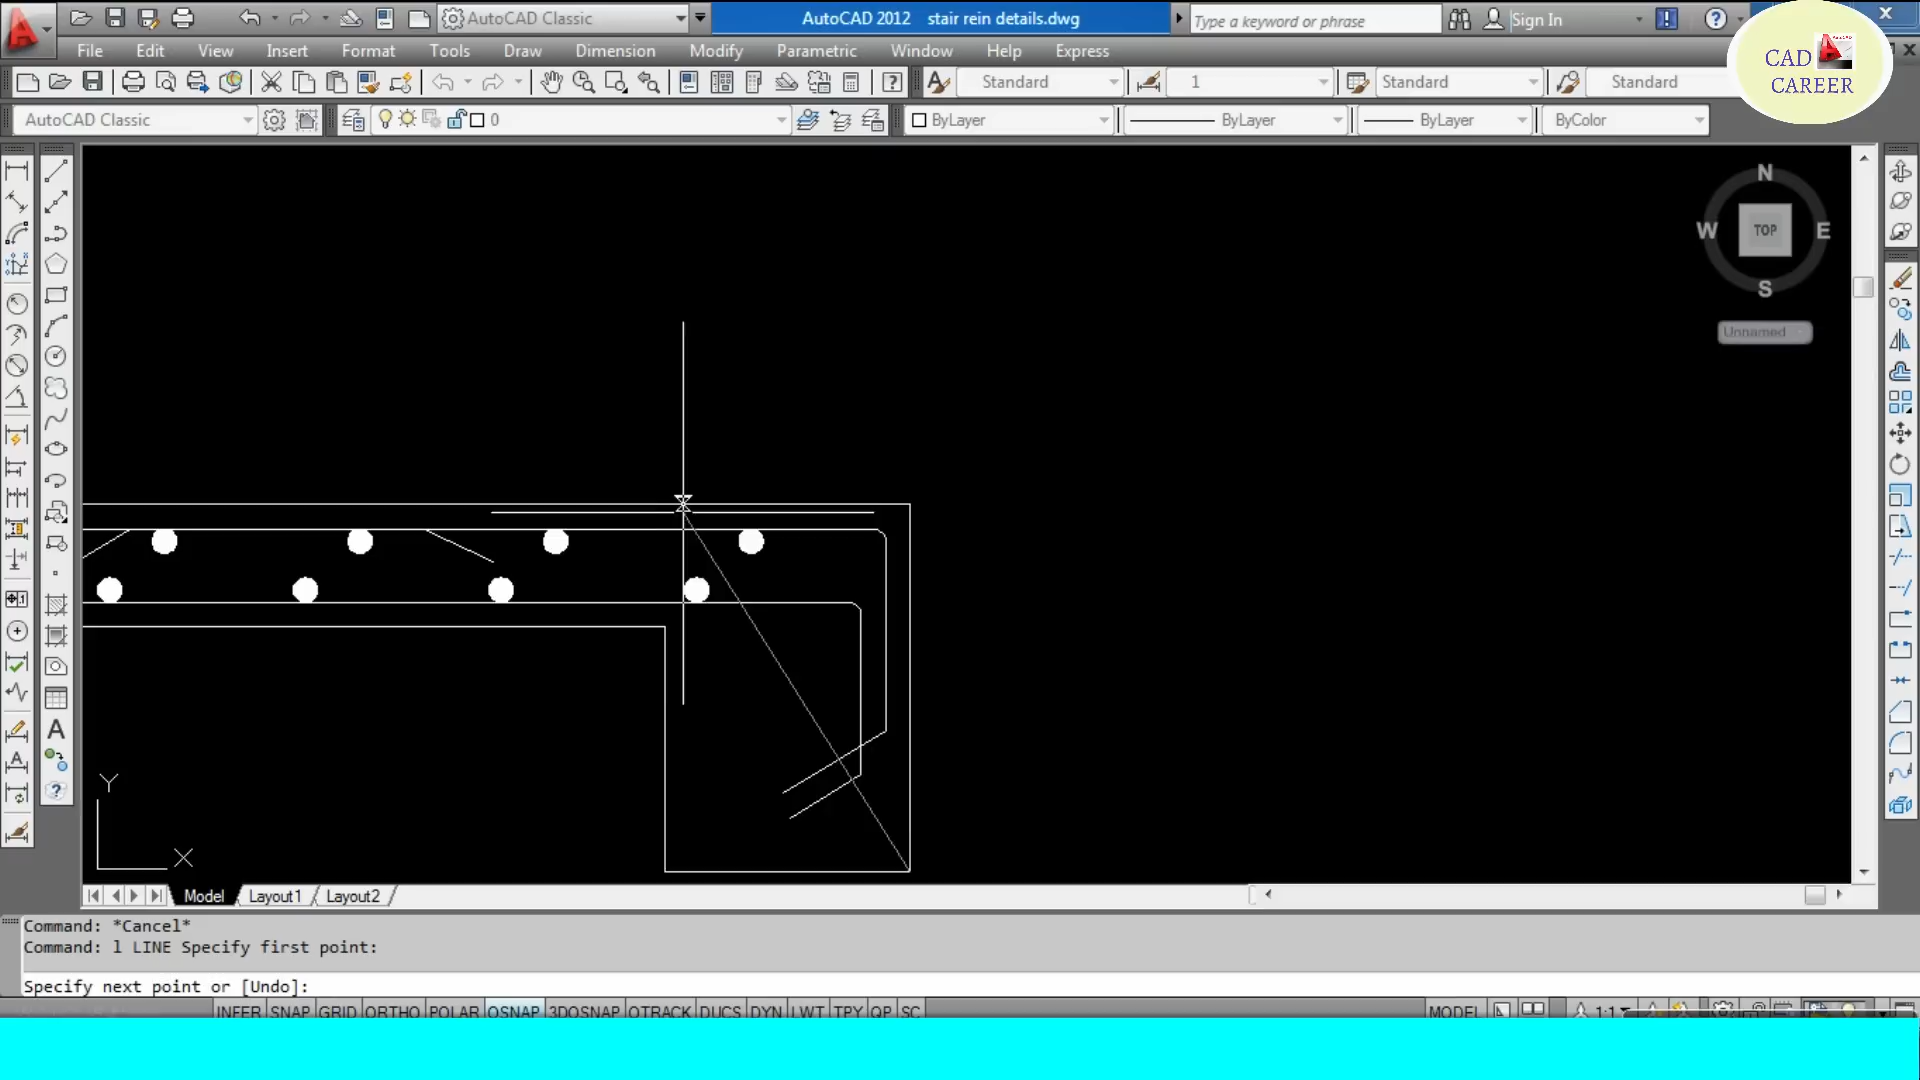 AutoCAD Classic
AutoCAD 2012 stair rein details.dwg
Type a keyword or phrase
Sign In
File Edit View Insert Format Tools Draw Dimension Modify Parametric Window Help Express
CAD
CAREER
Standard
1
Standard
Standard
AutoCAD Classic
0
ByLayer
ByLayer
ByLayer
ByColor
N
W
TOP
E
S
Unnamed
Y
X
Model
Layout1
Layout2
Command: *Cancel*
Command: l LINE Specify first point:
Specify next point or [Undo]:
INFER SNAP GRID ORTHO POLAR OSNAP 3DOSNAP OTRACK DUCS DYN LWT TPY QP SC
MODEL
1:1